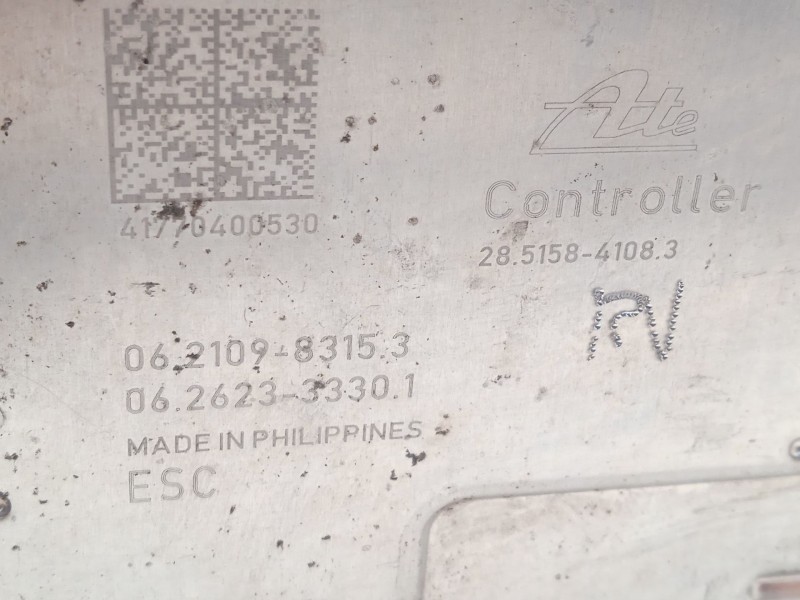 41770400530
Ate
Controller
28.5158-4108.3
06.2109-8315.3
06.2623-3330.1
MADE IN PHILIPPINES
ESC